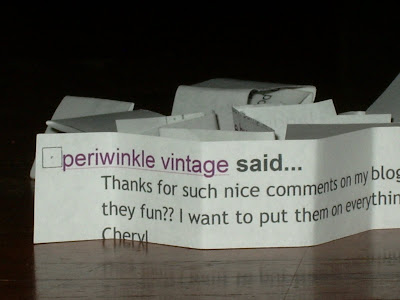 periwinkle vintage said...
Thanks for such nice comments on my blog
they fun?? I want to put them on everythin
Cheryl